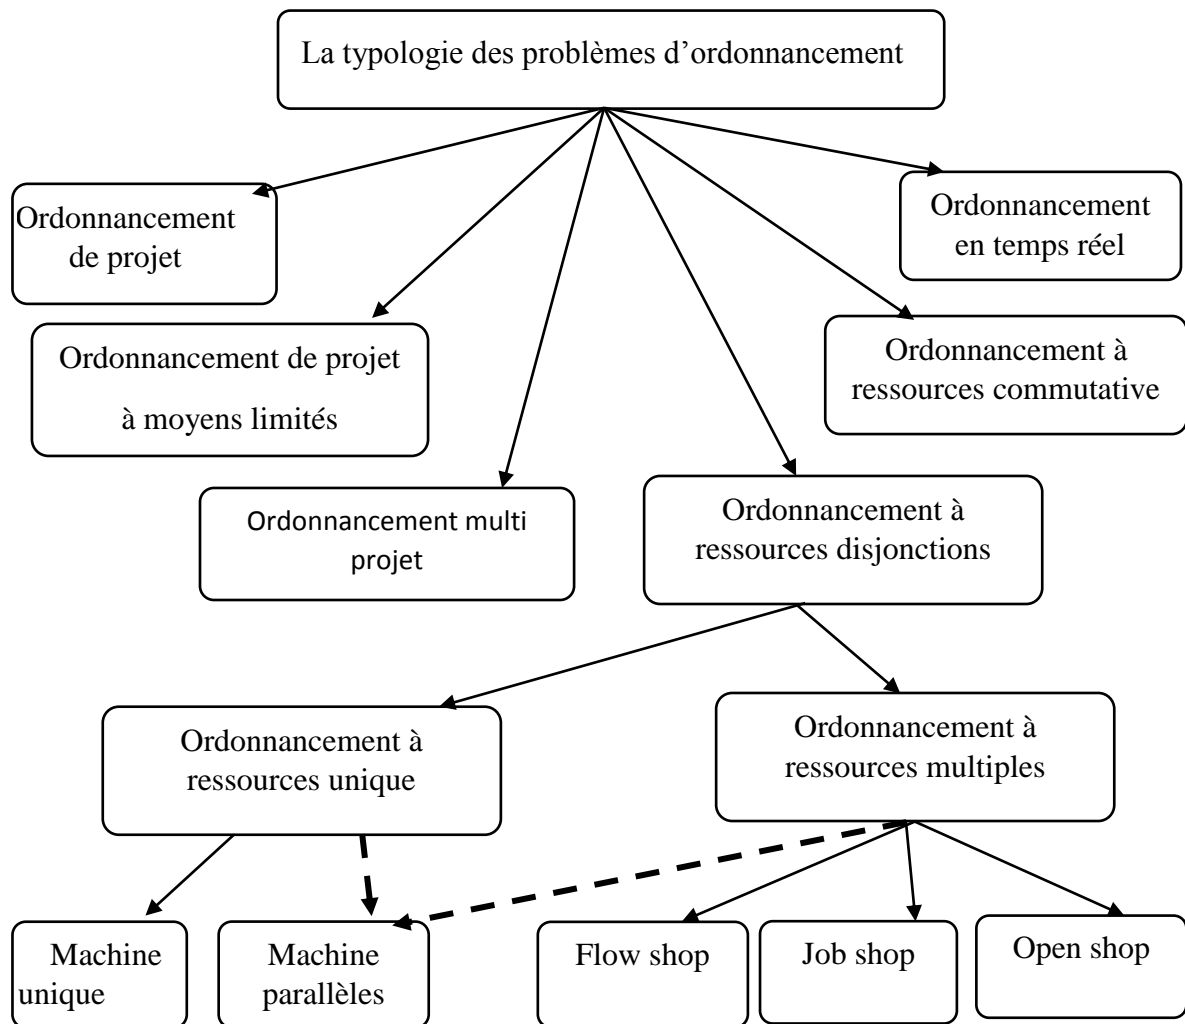 La typologie des problèmes d’ordonnancement
Ordonnancement
de projet
Ordonnancement
en temps réel
Ordonnancement de projet
à moyens limités
Ordonnancement à
ressources commutative
Ordonnancement multi
projet
Ordonnancement à
ressources disjonctions
Ordonnancement à
ressources unique
Ordonnancement à
ressources multiples
Machine
unique
Machine
parallèles
Flow shop
Job shop
Open shop